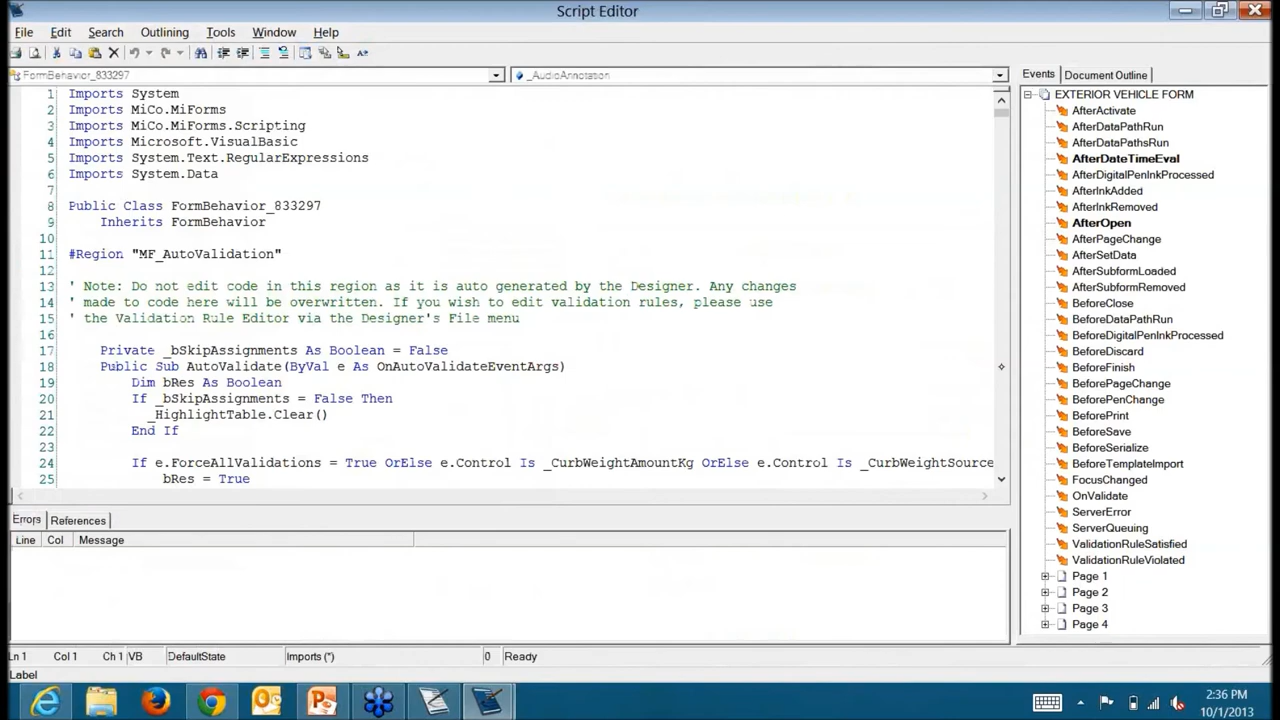 Script Editor
File Edit Search Outlining Tools Window Help
FormBehavior_833297 _AudioAnnotation
1 Imports System
2 Imports MiCo.MiForms
3 Imports MiCo.MiForms.Scripting
4 Imports Microsoft.VisualBasic
5 Imports System.Text.RegularExpressions
6 Imports System.Data
7
8 Public Class FormBehavior_833297
9 Inherits FormBehavior
10
11 #Region "MF_AutoValidation"
12
13 ' Note: Do not edit code in this region as it is auto generated by the Designer. Any changes
14 ' made to code here will be overwritten. If you wish to edit validation rules, please use
15 ' the Validation Rule Editor via the Designer's File menu
16
17 Private _bSkipAssignments As Boolean = False
18 Public Sub AutoValidate(ByVal e As OnAutoValidateEventArgs)
19 Dim bRes As Boolean
20 If _bSkipAssignments = False Then
21 _HighlightTable.Clear()
22 End If
23
24 If e.ForceAllValidations = True OrElse e.Control Is _CurbWeightAmountKg OrElse e.Control Is _CurbWeightSource
25 bRes = True
Errors References
Line Col Message
Events Document Outline
EXTERIOR VEHICLE FORM
AfterActivate
AfterDataPathRun
AfterDataPathsRun
AfterDateTimeEval
AfterDigitalPenInkProcessed
AfterInkAdded
AfterInkRemoved
AfterOpen
AfterPageChange
AfterSetData
AfterSubformLoaded
AfterSubformRemoved
BeforeClose
BeforeDataPathRun
BeforeDigitalPenInkProcessed
BeforeDiscard
BeforeFinish
BeforePageChange
BeforePenChange
BeforePrint
BeforeSave
BeforeSerialize
BeforeTemplateImport
FocusChanged
OnValidate
ServerError
ServerQueuing
ValidationRuleSatisfied
ValidationRuleViolated
Page 1
Page 2
Page 3
Page 4
Ln 1 Col 1 Ch 1 VB DefaultState Imports (*) 0 Ready
Label
2:36 PM
10/1/2013